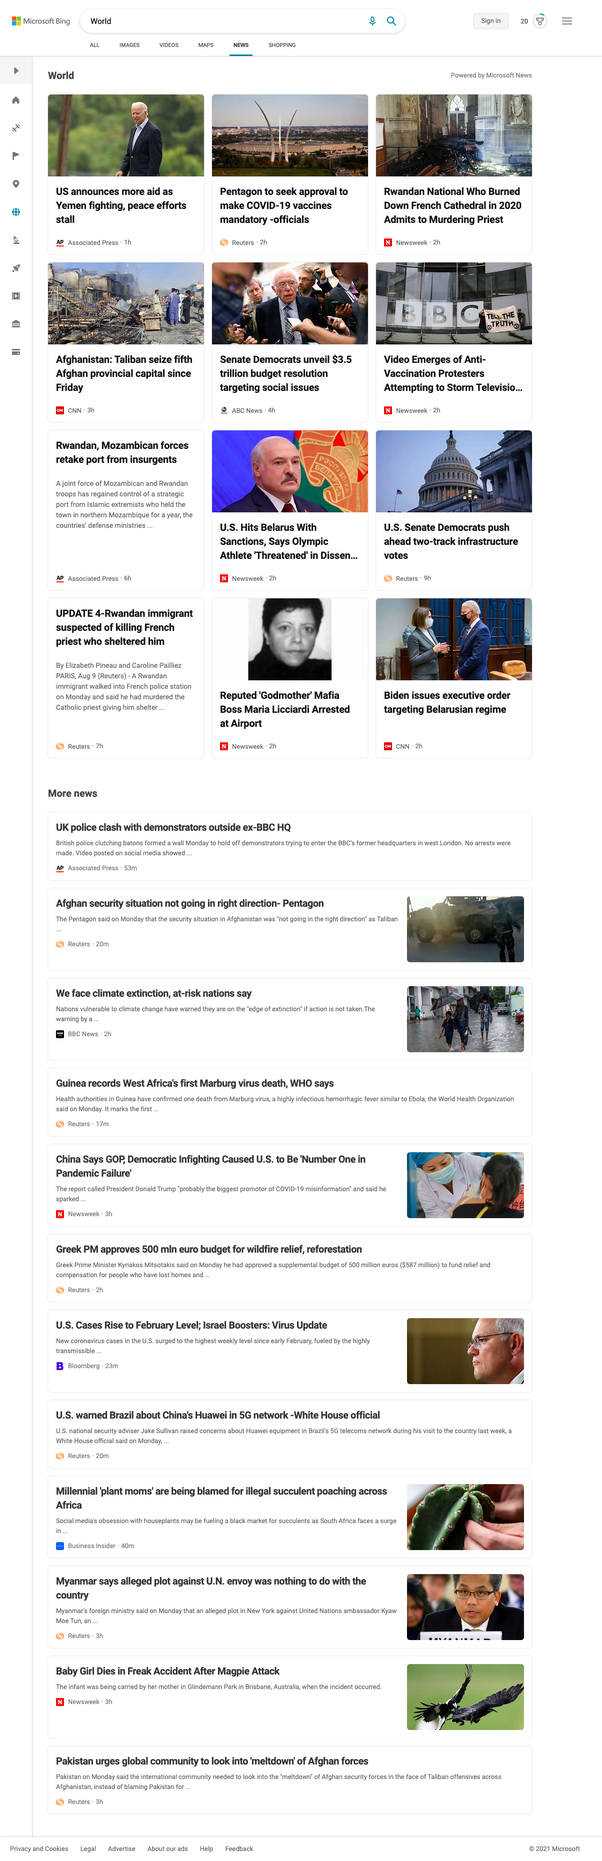 Microsoft Bing
World
Sign in
20
ALL
IMAGES
VIDEOS
MAPS
NEWS
SHOPPING
World
Powered by Microsoft News
US announces more aid as
Yemen fighting, peace efforts
stall
AP Associated Press · 1h
Pentagon to seek approval to
make COVID-19 vaccines
mandatory -officials
Reuters · 2h
Rwandan National Who Burned
Down French Cathedral in 2020
Admits to Murdering Priest
N Newsweek · 2h
Afghanistan: Taliban seize fifth
Afghan provincial capital since
Friday
CNN CNN · 3h
Senate Democrats unveil $3.5
trillion budget resolution
targeting social issues
ABC News · 4h
BBC
TELL THE
TRUTH
Video Emerges of Anti-
Vaccination Protesters
Attempting to Storm Televisio...
N Newsweek · 2h
Rwandan, Mozambican forces
retake port from insurgents
A joint force of Mozambican and Rwandan
troops has regained control of a strategic
port from Islamic extremists who held the
town in northern Mozambique for a year, the
countries' defense ministries ...
AP Associated Press · 6h
U.S. Hits Belarus With
Sanctions, Says Olympic
Athlete 'Threatened' in Dissen...
N Newsweek · 2h
U.S. Senate Democrats push
ahead two-track infrastructure
votes
Reuters · 9h
UPDATE 4-Rwandan immigrant
suspected of killing French
priest who sheltered him
By Elizabeth Pineau and Caroline Pailliez
PARIS, Aug 9 (Reuters) - A Rwandan
immigrant walked into French police station
on Monday and said he had murdered the
Catholic priest giving him shelter ...
Reuters · 7h
Reputed 'Godmother' Mafia
Boss Maria Licciardi Arrested
at Airport
N Newsweek · 2h
Biden issues executive order
targeting Belarusian regime
CNN CNN · 2h
More news
UK police clash with demonstrators outside ex-BBC HQ
British police clutching batons formed a wall Monday to hold off demonstrators trying to enter the BBC's former headquarters in west London. No arrests were
made. Video posted on social media showed ...
AP Associated Press · 53m
Afghan security situation not going in right direction- Pentagon
The Pentagon said on Monday that the security situation in Afghanistan was "not going in the right direction" as Taliban
...
Reuters · 20m
We face climate extinction, at-risk nations say
Nations vulnerable to climate change have warned they are on the "edge of extinction" if action is not taken.The
warning by a ...
BBC News · 2h
Guinea records West Africa's first Marburg virus death, WHO says
Health authorities in Guinea have confirmed one death from Marburg virus, a highly infectious hemorrhagic fever similar to Ebola, the World Health Organization
said on Monday. It marks the first ...
Reuters · 17m
China Says GOP, Democratic Infighting Caused U.S. to Be 'Number One in
Pandemic Failure'
The report called President Donald Trump "probably the biggest promotor of COVID-19 misinformation" and said he
sparked ...
N Newsweek · 3h
Greek PM approves 500 mln euro budget for wildfire relief, reforestation
Greek Prime Minister Kyriakos Mitsotakis said on Monday he had approved a supplemental budget of 500 million euros ($587 million) to fund relief and
compensation for people who have lost homes and ...
Reuters · 2h
U.S. Cases Rise to February Level; Israel Boosters: Virus Update
New coronavirus cases in the U.S. surged to the highest weekly level since early February, fueled by the highly
transmissible ...
B Bloomberg · 23m
U.S. warned Brazil about China's Huawei in 5G network -White House official
U.S. national security adviser Jake Sullivan raised concerns about Huawei equipment in Brazil's 5G telecoms network during his visit to the country last week, a
White House official said on Monday, ...
Reuters · 20m
Millennial 'plant moms' are being blamed for illegal succulent poaching across
Africa
Social media's obsession with houseplants may be fueling a black market for succulents as South Africa faces a surge
in ...
Business Insider · 40m
Myanmar says alleged plot against U.N. envoy was nothing to do with the
country
Myanmar's foreign ministry said on Monday that an alleged plot in New York against United Nations ambassador Kyaw
Moe Tun, an ...
Reuters · 3h
MYANMAR
Baby Girl Dies in Freak Accident After Magpie Attack
The infant was being carried by her mother in Glindemann Park in Brisbane, Australia, when the incident occurred.
N Newsweek · 3h
Pakistan urges global community to look into 'meltdown' of Afghan forces
Pakistan on Monday said the international community needed to look into the "meltdown" of Afghan security forces in the face of Taliban offensives across
Afghanistan, instead of blaming Pakistan for ...
Reuters · 3h
Privacy and Cookies
Legal
Advertise
About our ads
Help
Feedback
© 2021 Microsoft